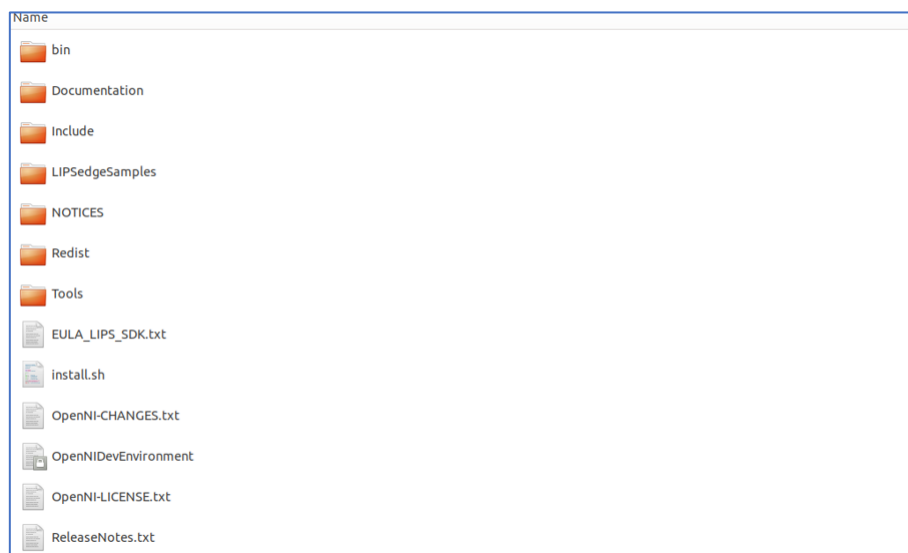 Name
bin
Documentation
Include
LIPSedgeSamples
NOTICES
Redist
Tools
EULA_LIPS_SDK.txt
install.sh
OpenNI-CHANGES.txt
OpenNIDevEnvironment
OpenNI-LICENSE.txt
ReleaseNotes.txt